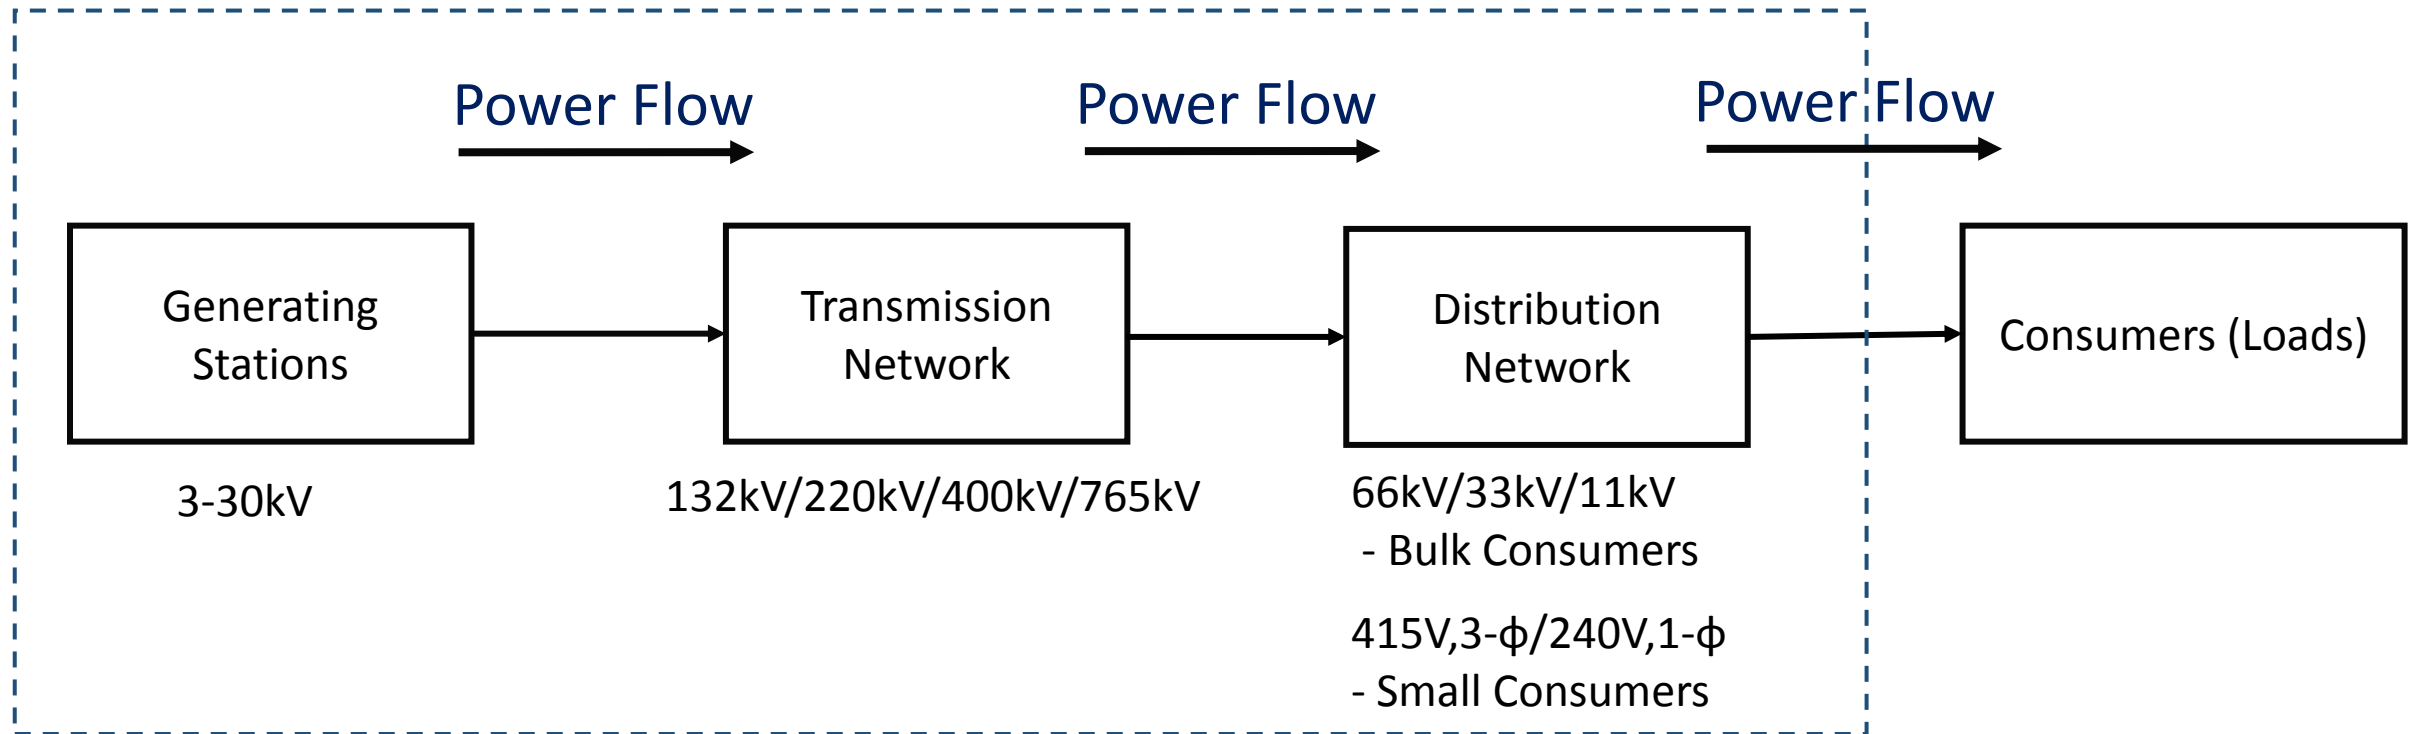 Power Flow
Power Flow
Power Flow
Generating
Stations
Transmission
Network
Distribution
Network
Consumers (Loads)
3-30kV
132kV/220kV/400kV/765kV
66kV/33kV/11kV
- Bulk Consumers
415V,3-ϕ/240V,1-ϕ
- Small Consumers